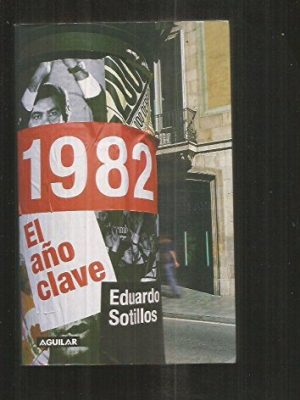 1982
El
año
clave
Eduardo
Sotillos
AGUILAR